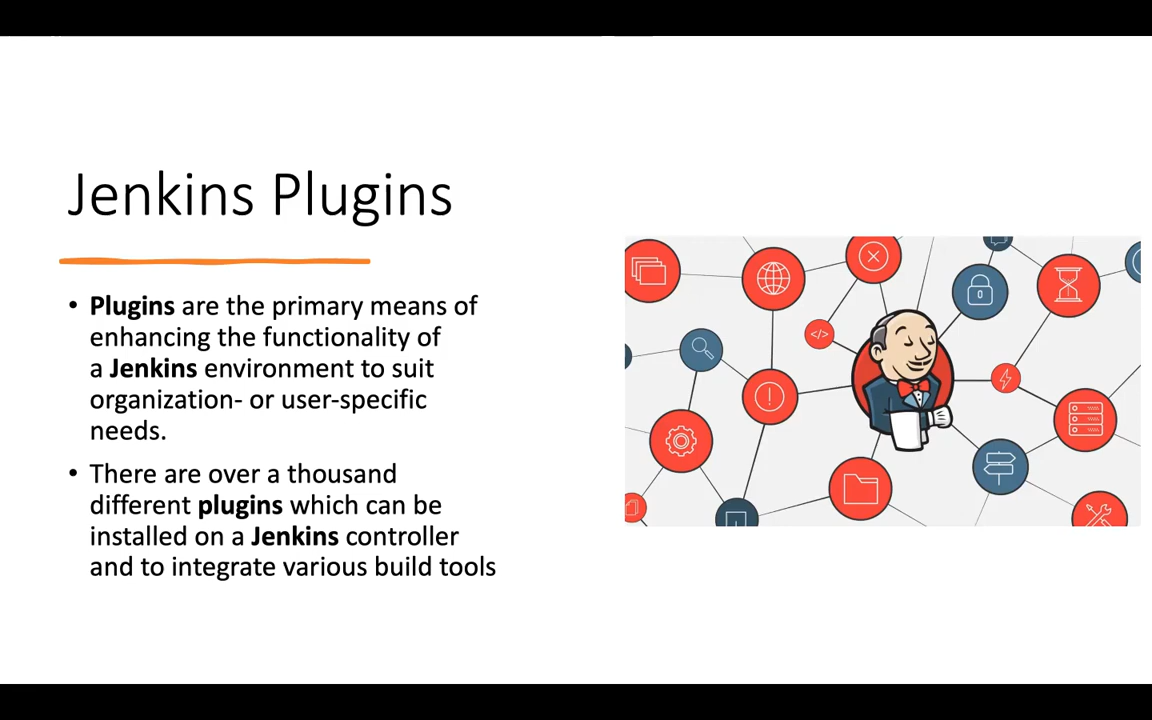 Jenkins Plugins
• Plugins are the primary means of
enhancing the functionality of
a Jenkins environment to suit
organization- or user-specific
needs.
• There are over a thousand
different plugins which can be
installed on a Jenkins controller
and to integrate various build tools